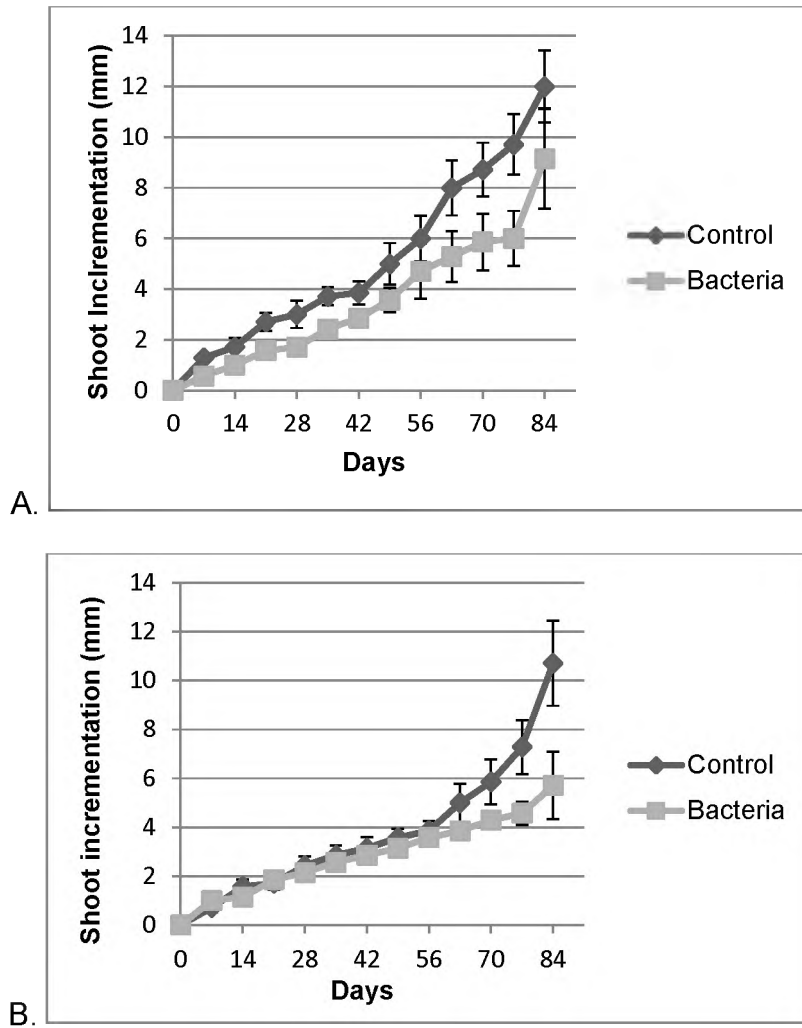 14
12
10
8
6
4
2
0
Shoot Inclrementation (mm)
0 14 28 42 56 70 84
Days
Control
Bacteria
A.
14
12
10
8
6
4
2
0
Shoot incrementation (mm)
0 14 28 42 56 70 84
Days
Control
Bacteria
B.